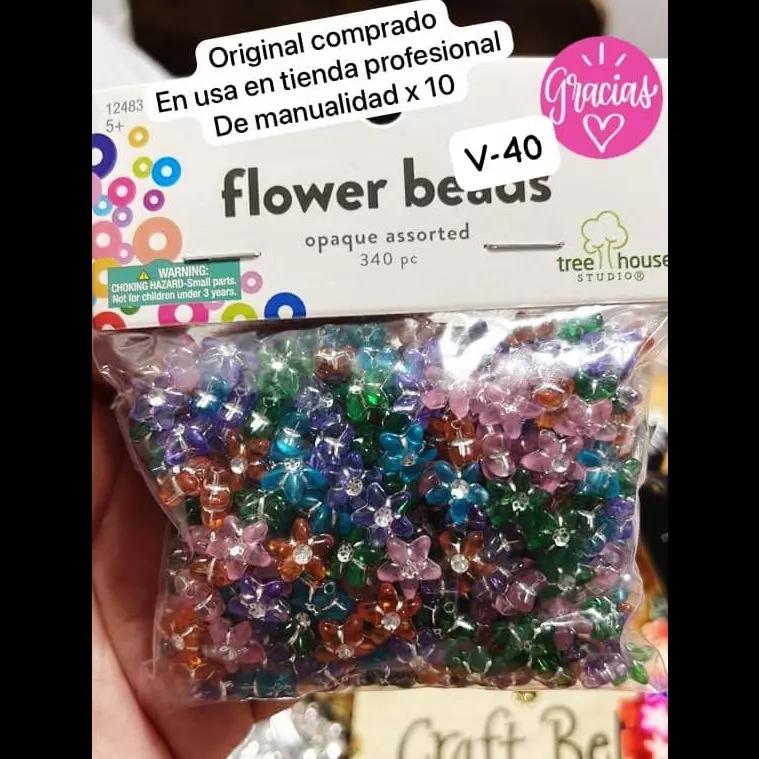 Original comprado
En usa en tienda profesional
De manualidad x 10
Gracias
V-40
12483
5+
flower beads
opaque assorted
340 pc
tree house
STUDIO®
WARNING:
CHOKING HAZARD-Small parts.
Not for children under 3 years.
Craft Bel